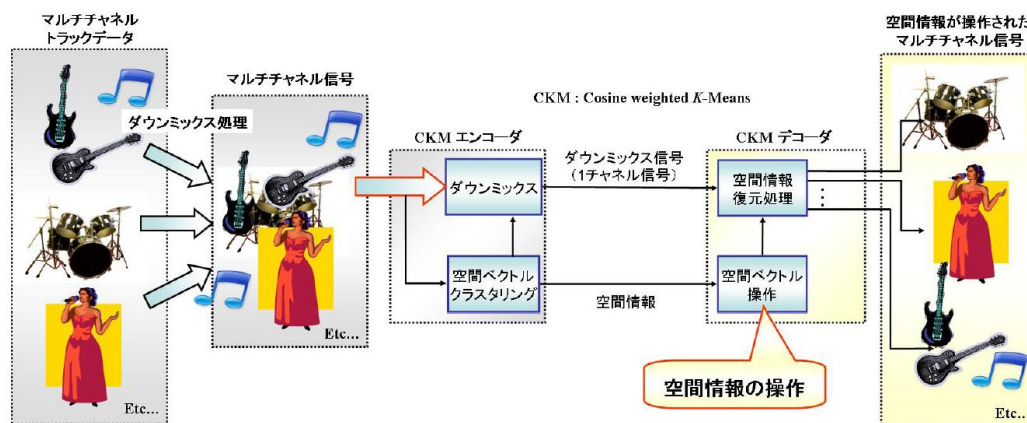 マルチチャネル
トラックデータ
ダウンミックス処理
Etc...
マルチチャネル信号
Etc...
CKM : Cosine weighted K-Means
CKM エンコーダ
ダウンミックス
空間ベクトル
クラスタリング
ダウンミックス信号
(1チャネル信号)
空間情報
CKM デコーダ
空間情報
復元処理
空間ベクトル
操作
空間情報の操作
空間情報が操作された
マルチチャネル信号
Etc...